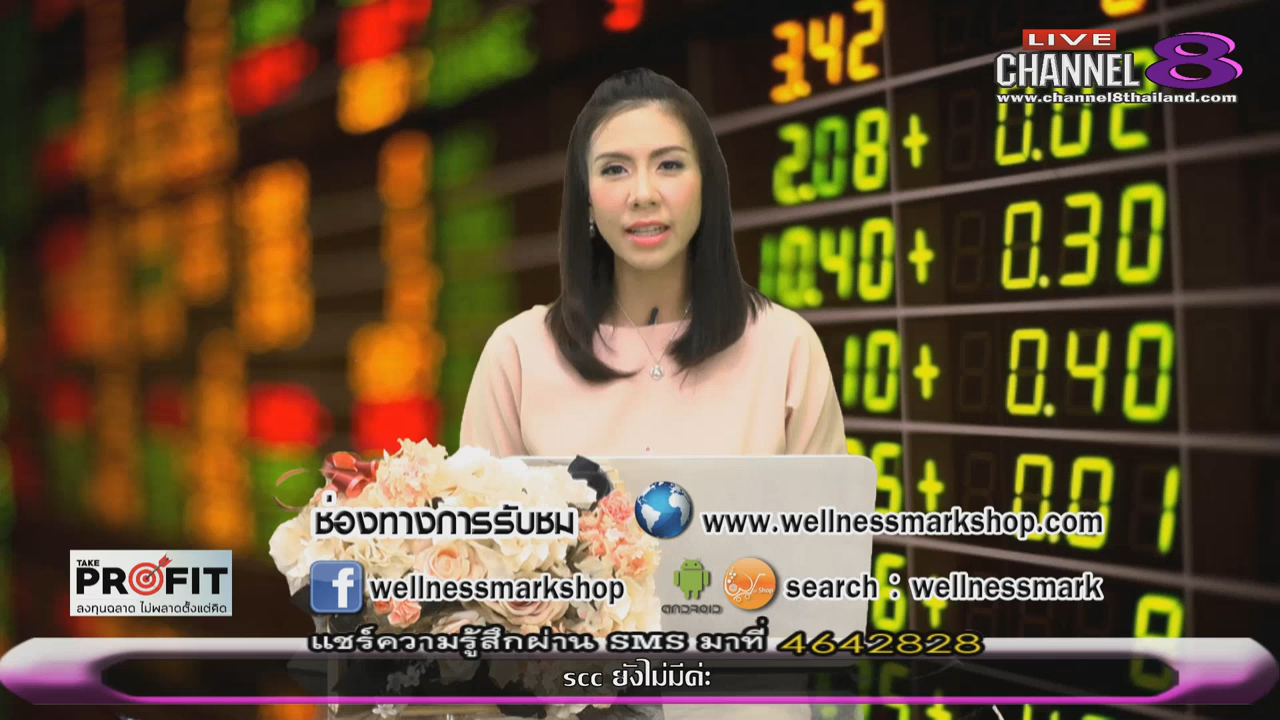 LIVE
CHANNEL 8
www.channel8thailand.com
3.42
2.08 + 0.02
10.40 + 0.30
10 + 0.40
+ 0.01
ช่องทางการรับชม
www.wellnessmarkshop.com
TAKE
PROFIT
ลงทุนฉลาด ไม่พลาดตั้งแต่คิด
wellnessmarkshop
ANDROID
Shop
search : wellnessmark
แชร์ความรู้สึกผ่าน SMS มาที่ 4642828
scc ยังไม่มีค่ะ